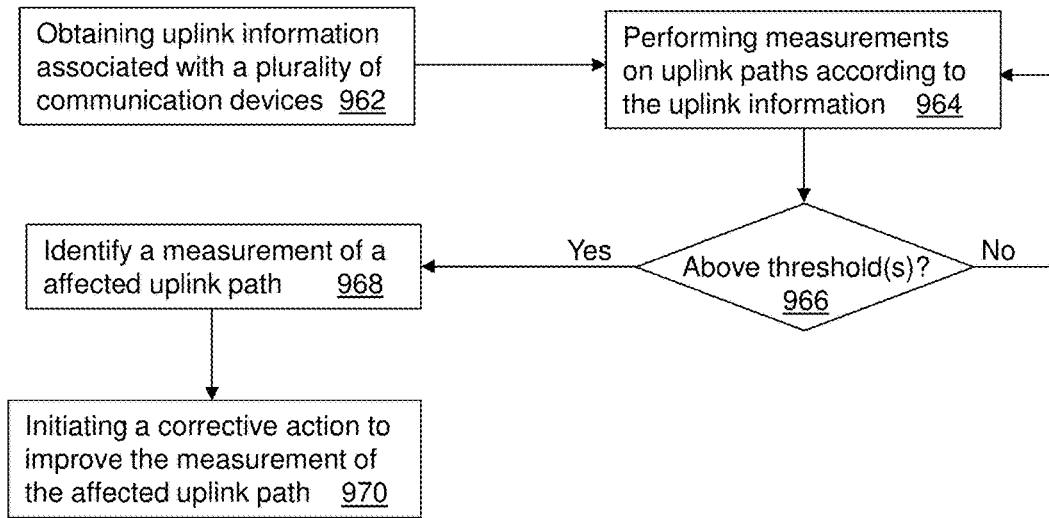 Obtaining uplink information
associated with a plurality of
communication devices 962
Performing measurements
on uplink paths according to
the uplink information 964
Above threshold(s)?
966
Yes
No
Identify a measurement of a
affected uplink path 968
Initiating a corrective action to
improve the measurement of
the affected uplink path 970